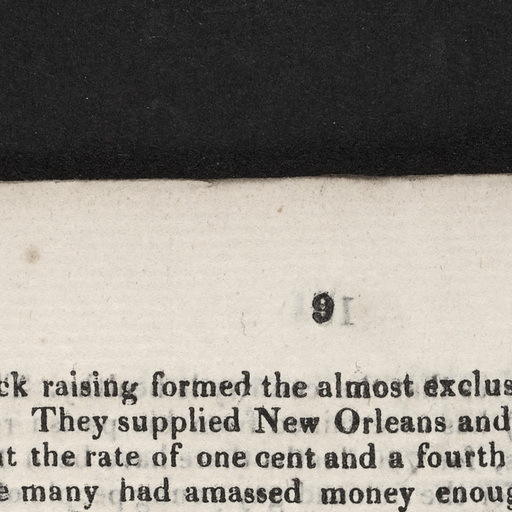 9
ck raising formed the almost exclus
They supplied New Orleans and
at the rate of one cent and a fourth
e many had amassed money enoug